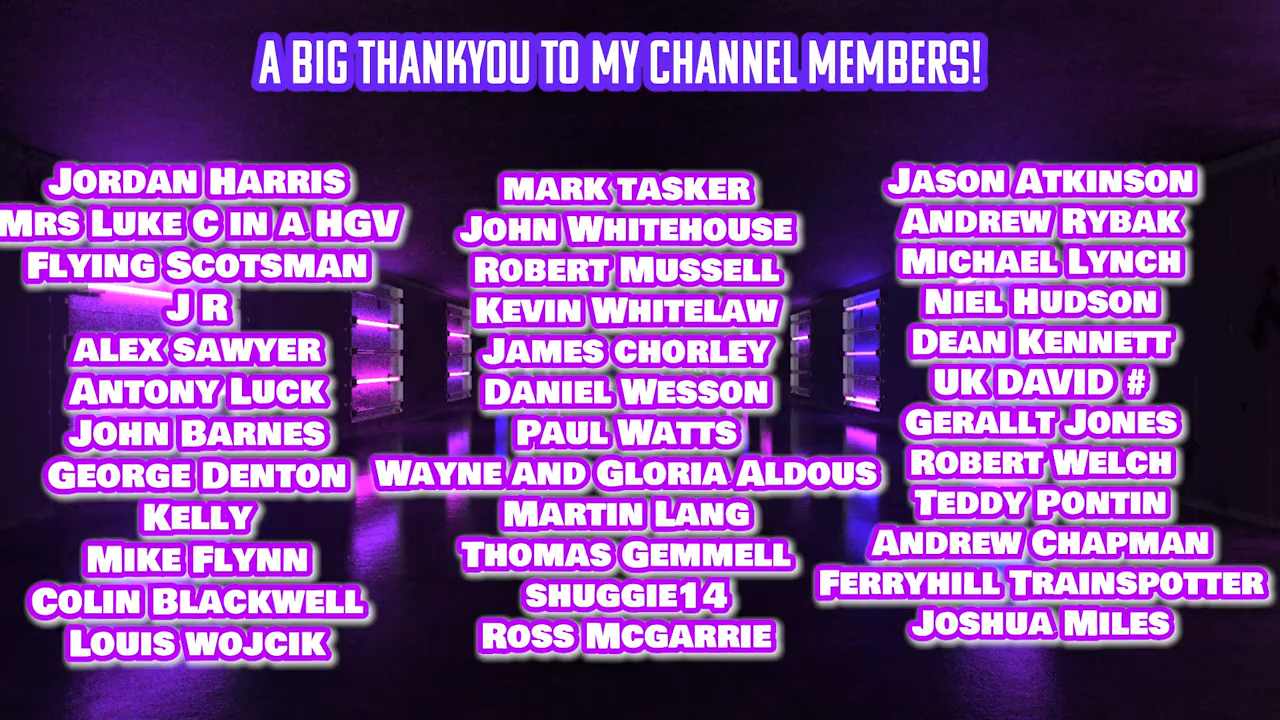 A BIG THANKYOU TO MY CHANNEL MEMBERS!
Jordan Harris
Mrs Luke C in a HGV
Flying Scotsman
J R
alex sawyer
Antony Luck
John Barnes
George Denton
Kelly
Mike Flynn
Colin Blackwell
Louis wojcik
mark tasker
John Whitehouse
Robert Mussell
Kevin Whitelaw
James chorley
Daniel Wesson
Paul Watts
Wayne and Gloria Aldous
Martin Lang
Thomas Gemmell
shuggie14
Ross McGarrie
Jason Atkinson
Andrew Rybak
Michael Lynch
Niel Hudson
Dean Kennett
UK DAVID #
Gerallt Jones
Robert Welch
Teddy Pontin
Andrew Chapman
Ferryhill Trainspotter
Joshua Miles